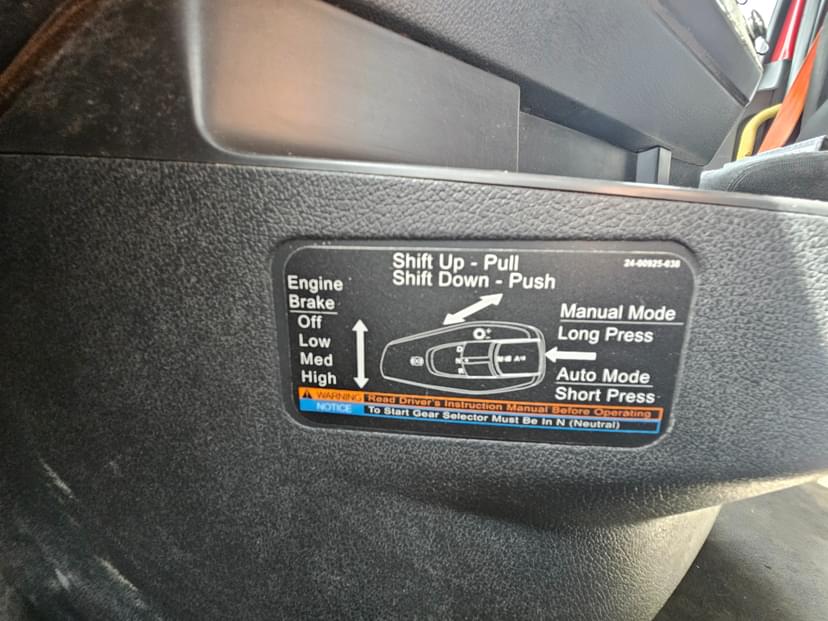 Shift Up - Pull
Shift Down - Push
24-00925-038
Engine
Brake
Off
Low
Med
High
D
N
R
Manual Mode
Long Press
Auto Mode
Short Press
WARNING Read Driver's Instruction Manual Before Operating
NOTICE To Start Gear Selector Must Be In N (Neutral)